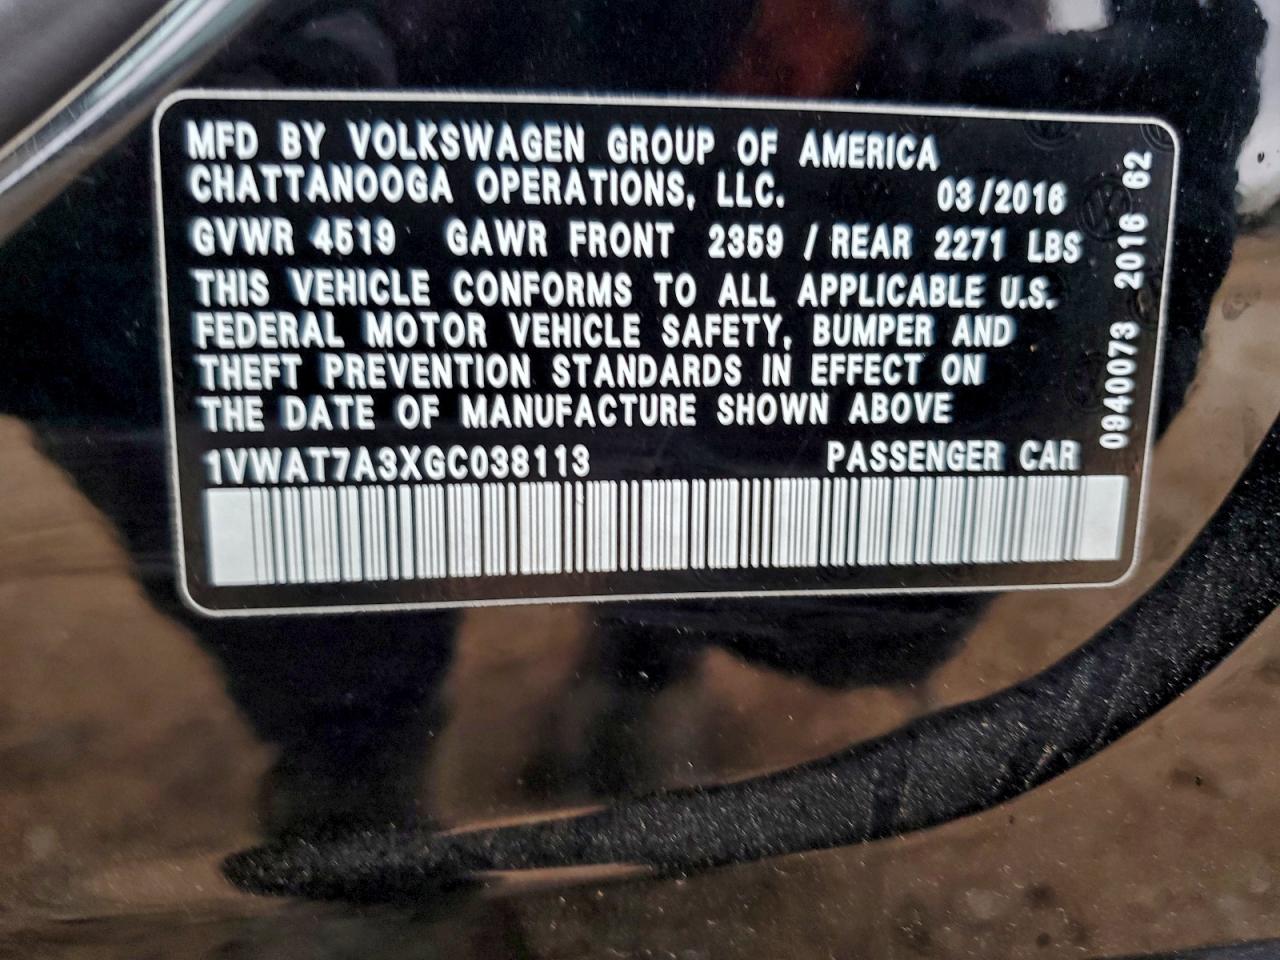 MFD BY VOLKSWAGEN GROUP OF AMERICA
CHATTANOOGA OPERATIONS, LLC. 03/2016
GVWR 4519 GAWR FRONT 2359 / REAR 2271 LBS
THIS VEHICLE CONFORMS TO ALL APPLICABLE U.S.
FEDERAL MOTOR VEHICLE SAFETY, BUMPER AND
THEFT PREVENTION STANDARDS IN EFFECT ON
THE DATE OF MANUFACTURE SHOWN ABOVE
1VWAT7A3XGC038113 PASSENGER CAR
0940073 2016 62